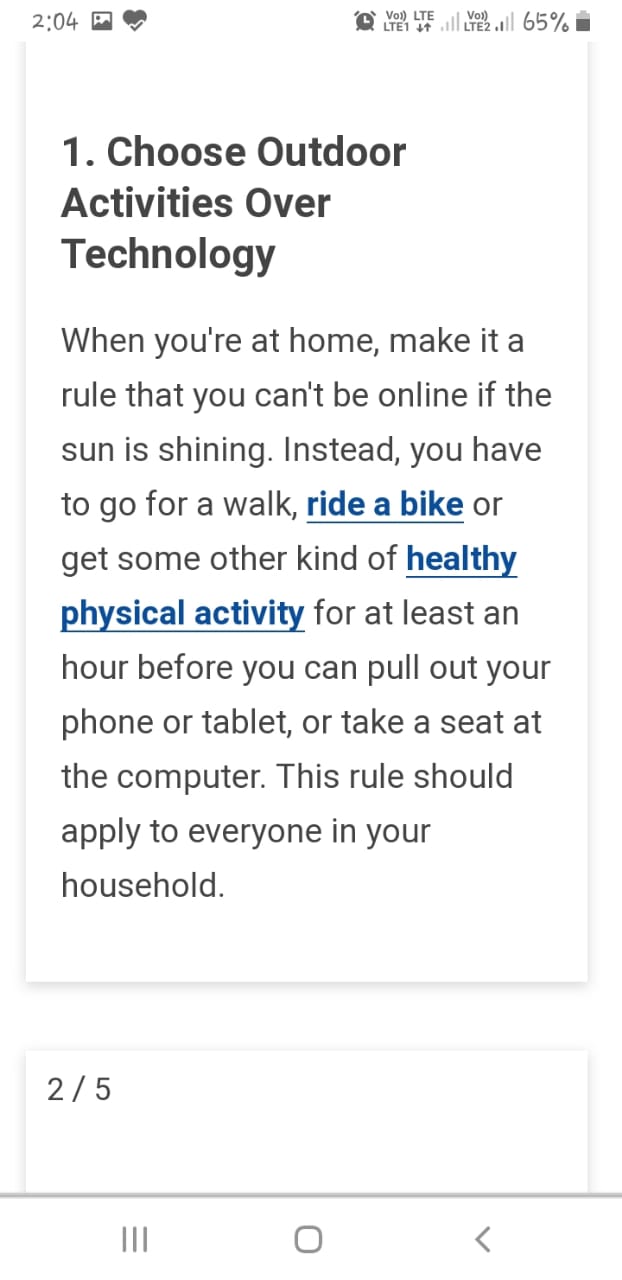 2:04 Vo)) LTE Vo)) 65%
LTE1 LTE2
1. Choose Outdoor
Activities Over
Technology
When you're at home, make it a
rule that you can't be online if the
sun is shining. Instead, you have
to go for a walk, ride a bike or
get some other kind of healthy
physical activity for at least an
hour before you can pull out your
phone or tablet, or take a seat at
the computer. This rule should
apply to everyone in your
household.
2 / 5